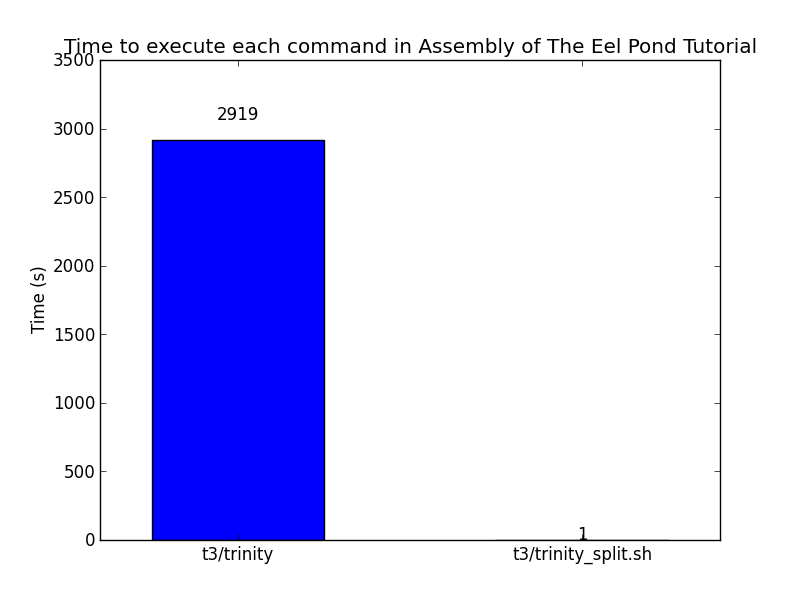 Time to execute each command in Assembly of The Eel Pond Tutorial
3500
3000
2500
2000
1500
1000
500
0
Time (s)
2919
1
t3/trinity
t3/trinity_split.sh